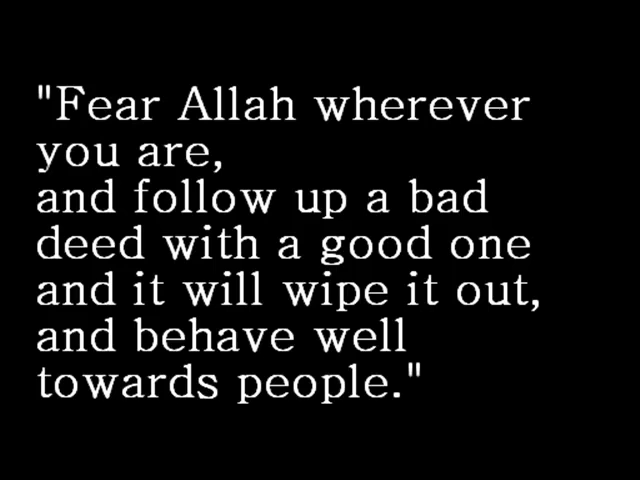 "Fear Allah wherever
you are,
and follow up a bad
deed with a good one
and it will wipe it out,
and behave well
towards people."